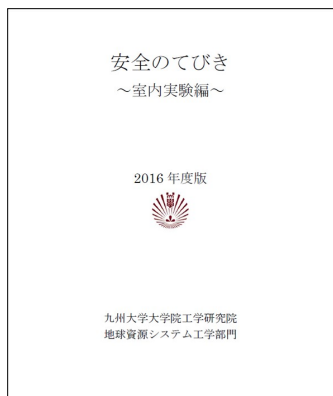 安全のてびき
～室内実験編～
2016 年度版
九州大学大学院工学研究院
地球資源システム工学部門